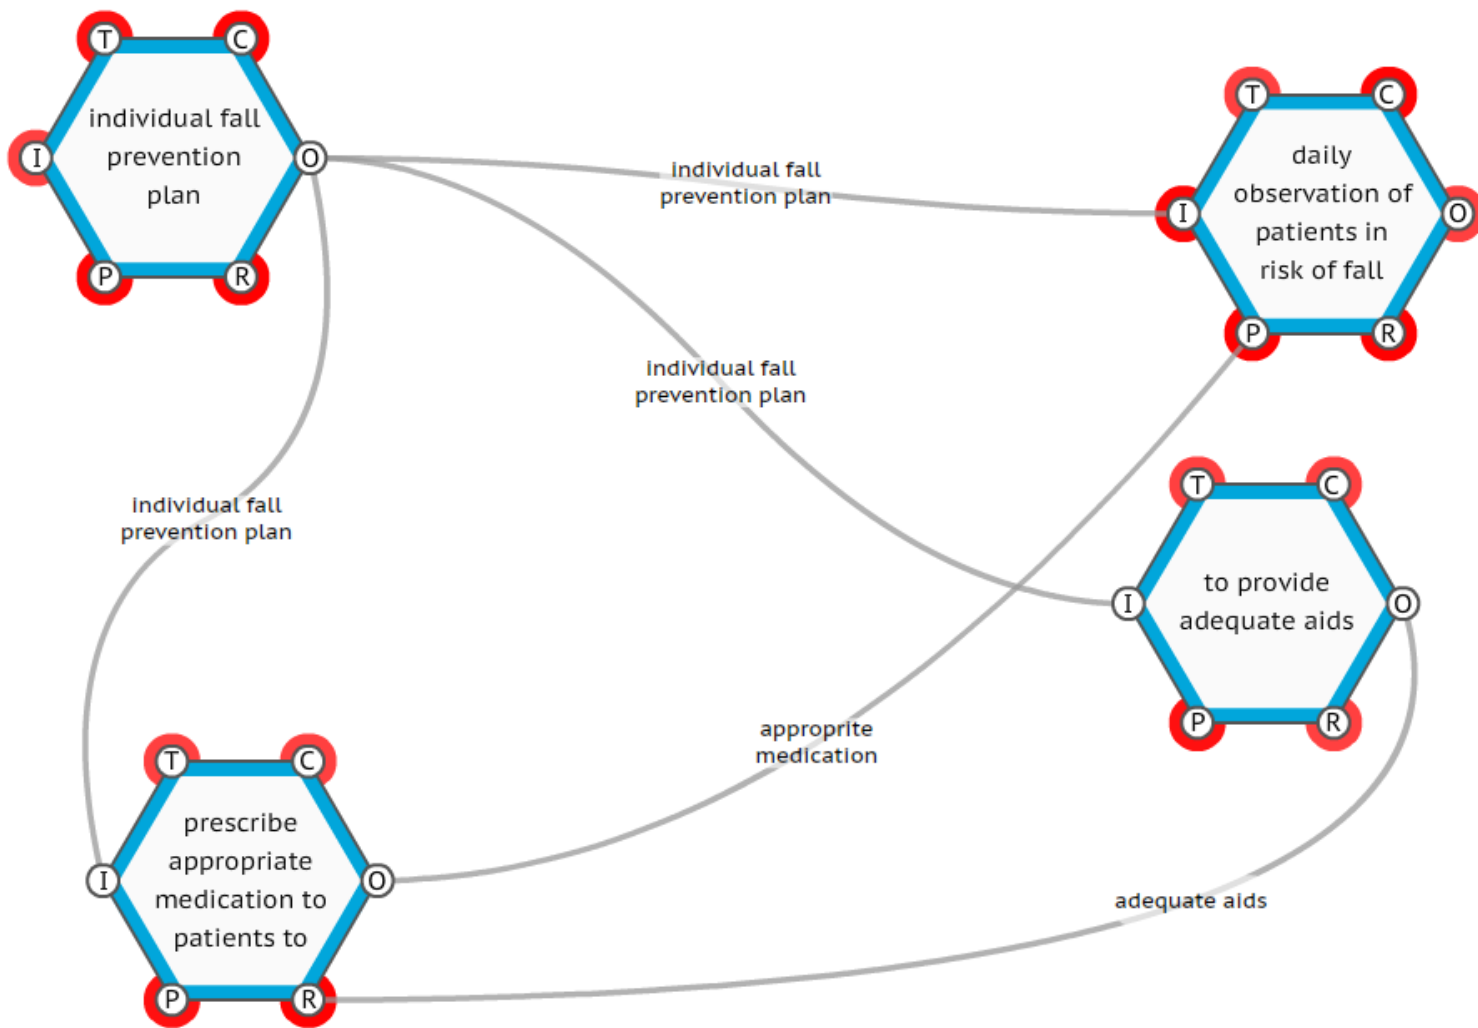 T C
individual fall
prevention
plan
I O
P R
T C
daily
observation of
patients in
risk of fall
I O
P R
individual fall
prevention plan
individual fall
prevention plan
individual fall
prevention plan
T C
to provide
adequate aids
I O
P R
approprite
medication
T C
prescribe
appropriate
medication to
patients to
I O
P R
adequate aids